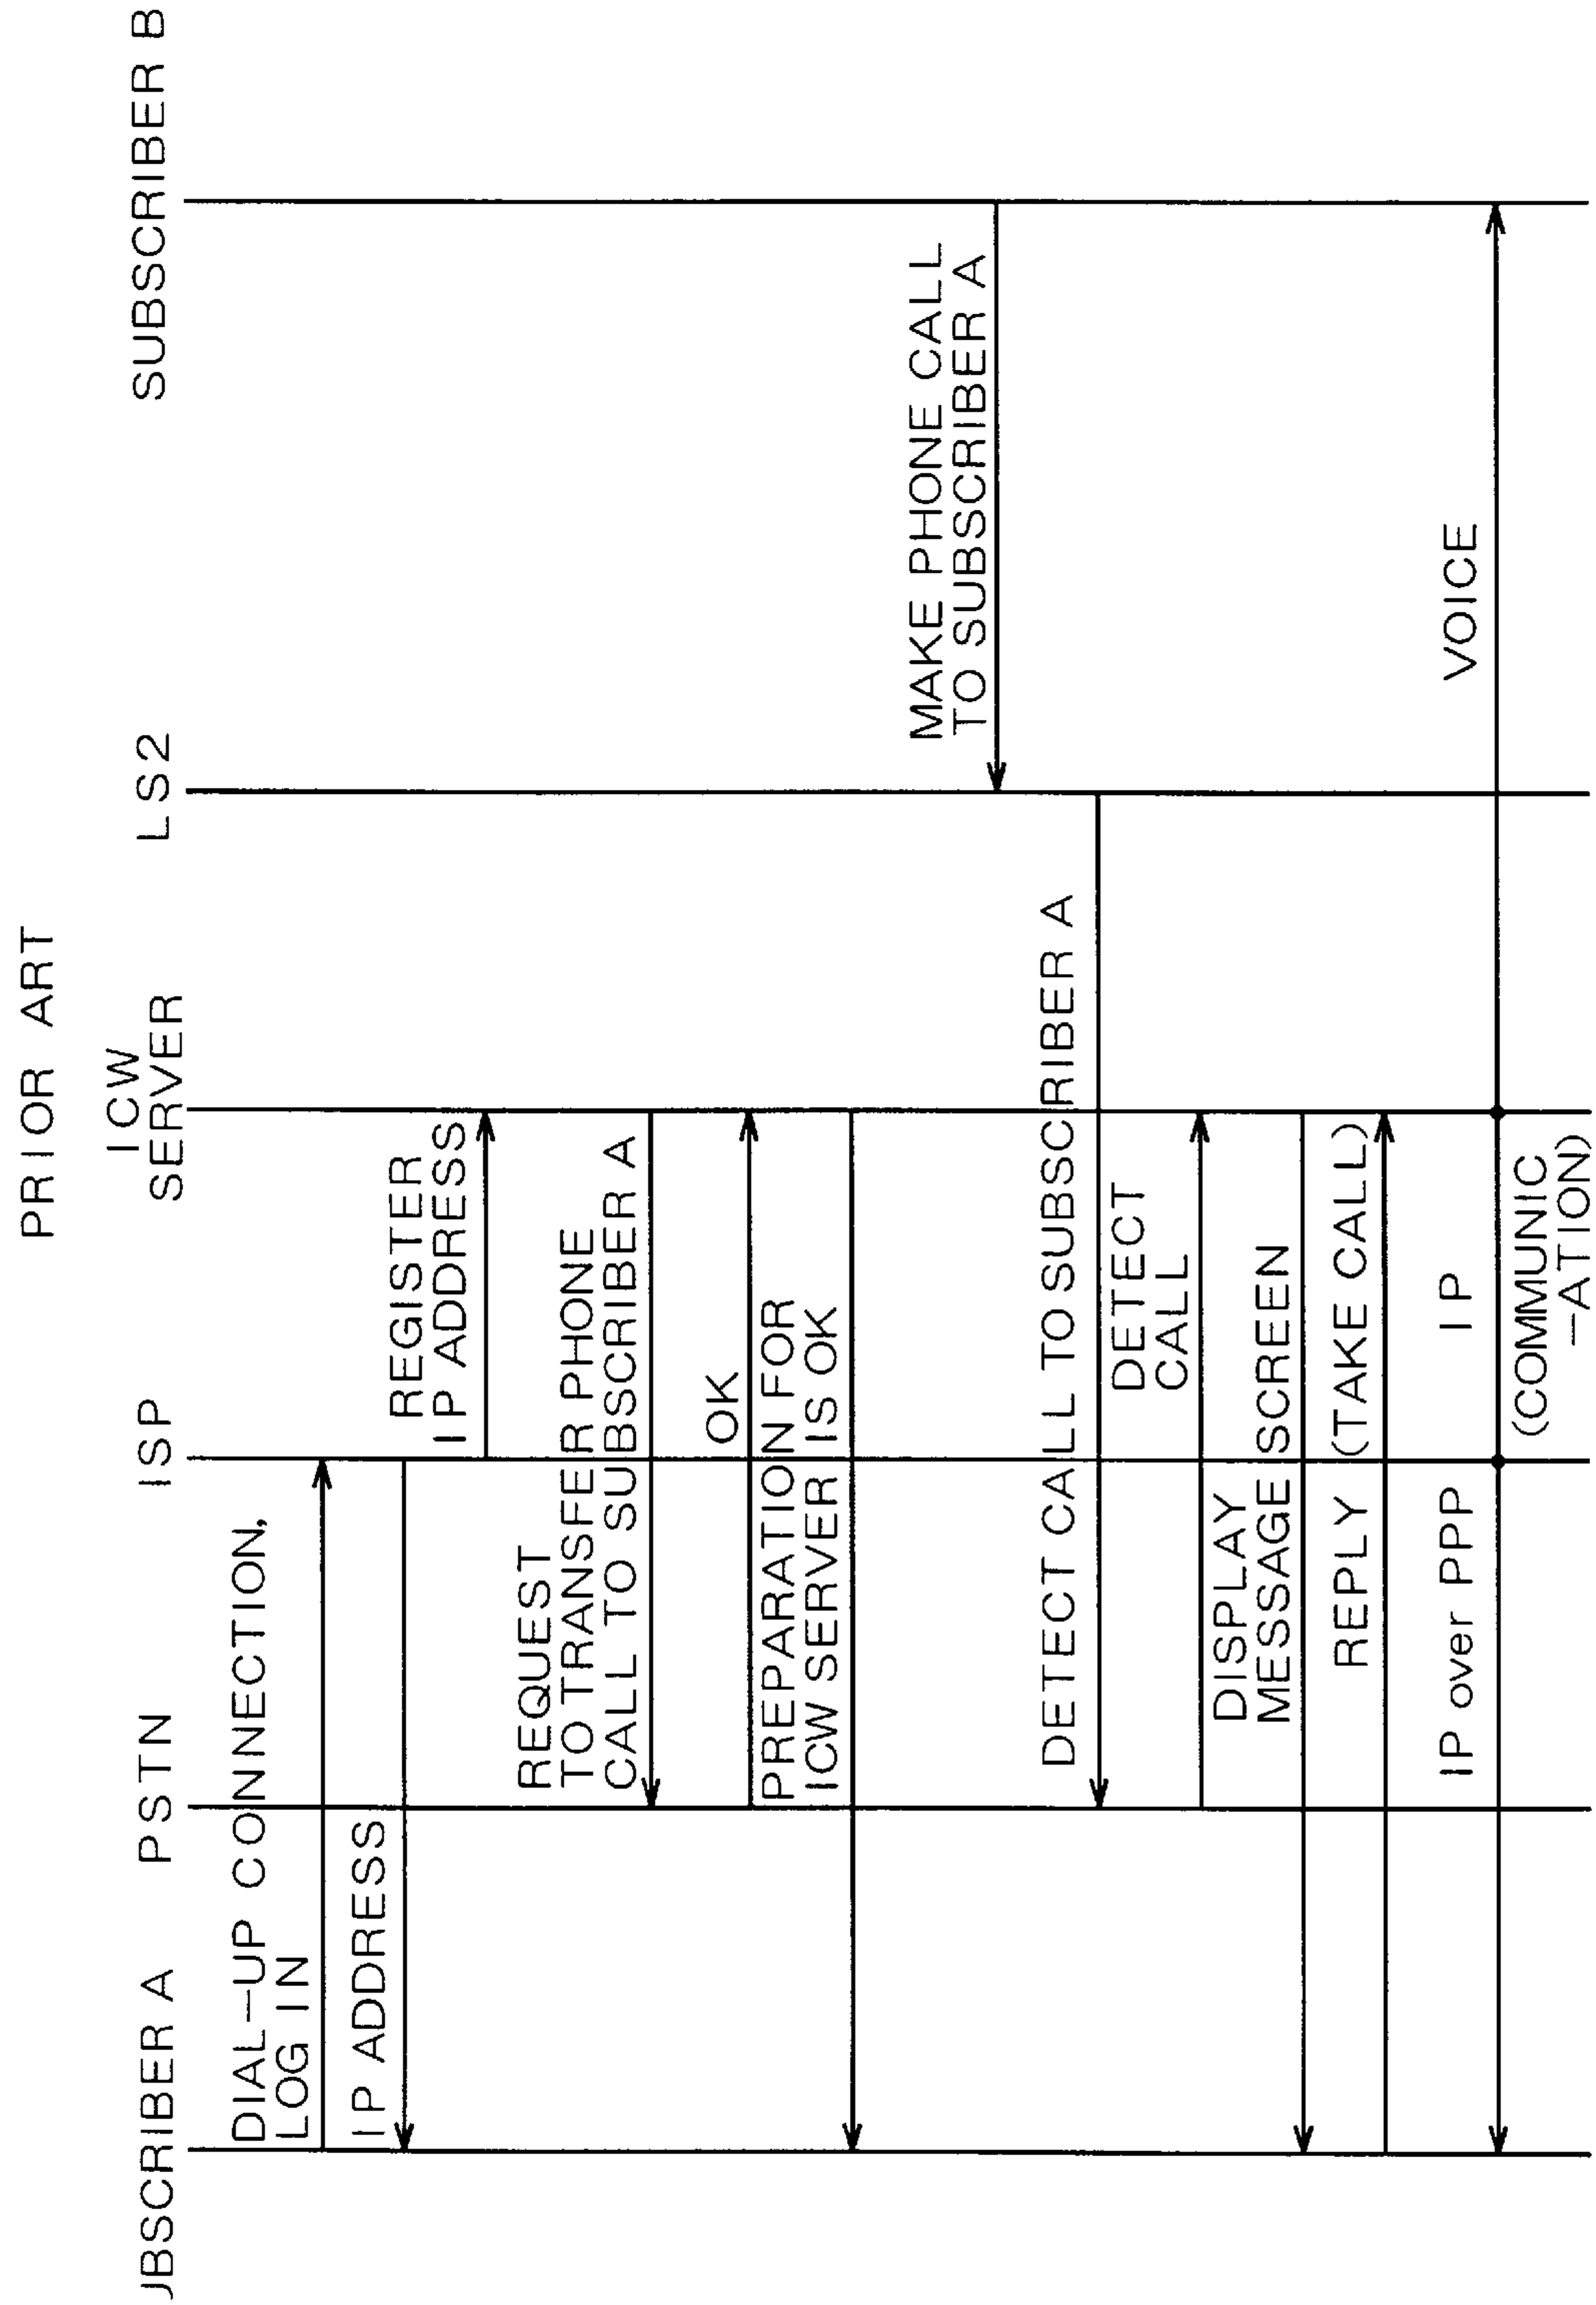 PRIOR ART
JBSCRIBER A
PSTN
ISP
ICW
SERVER
LS2
SUBSCRIBER B
DIAL-UP CONNECTION,
LOG IN
IP ADDRESS
REGISTER
IP ADDRESS
REQUEST
TO TRANSFER PHONE
CALL TO SUBSCRIBER A
OK
PREPARATION FOR
ICW SERVER IS OK
MAKE PHONE CALL
TO SUBSCRIBER A
DETECT CALL TO SUBSCRIBER A
DETECT
CALL
DISPLAY
MESSAGE SCREEN
REPLY (TAKE CALL)
IP over PPP
IP
VOICE
(COMMUNIC
-ATION)